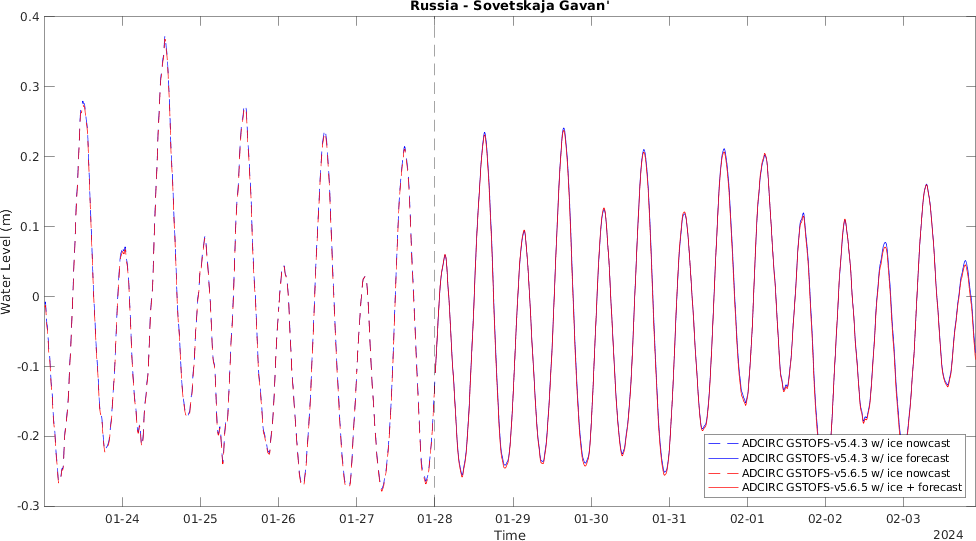 Russia - Sovetskaja Gavan'
0.4
0.3
0.2
0.1
0
-0.1
-0.2
-0.3
Water Level (m)
01-24 01-25 01-26 01-27 01-28 01-29 01-30 01-31 02-01 02-02 02-03
Time
2024
ADCIRC GSTOFS-v5.4.3 w/ ice nowcast
ADCIRC GSTOFS-v5.4.3 w/ ice forecast
ADCIRC GSTOFS-v5.6.5 w/ ice nowcast
ADCIRC GSTOFS-v5.6.5 w/ ice + forecast